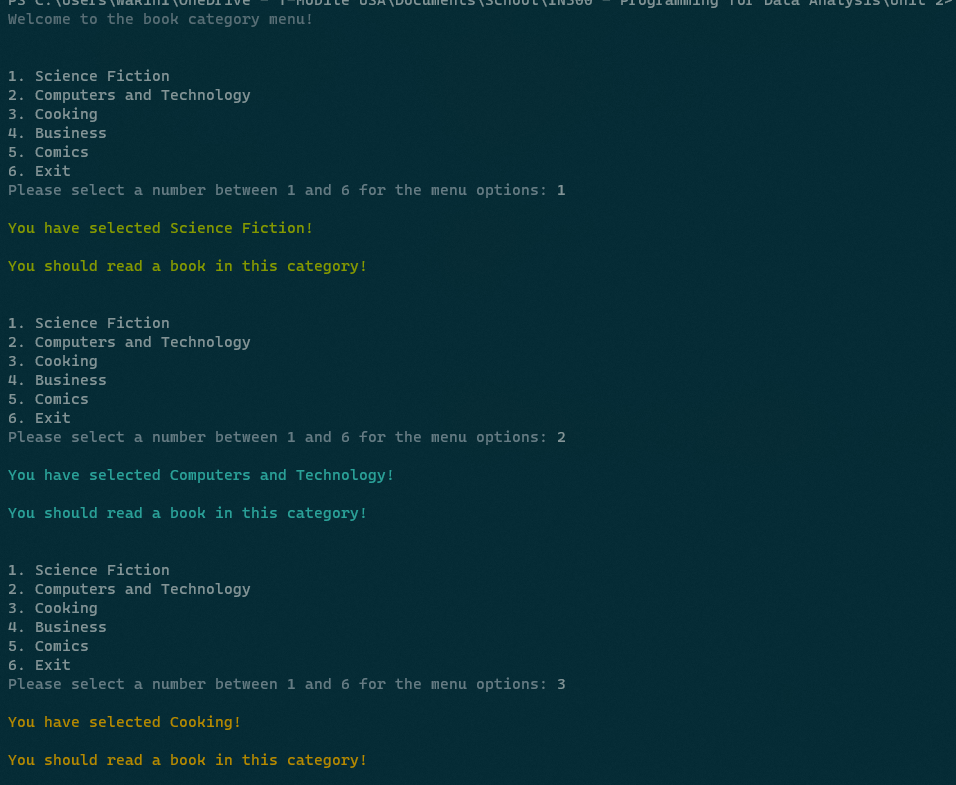 PS C:\Users\Wakini\OneDrive - T-Mobile USA\Documents\School\IN500 - Programming for Data Analysis\Unit 2>
Welcome to the book category menu!
1. Science Fiction
2. Computers and Technology
3. Cooking
4. Business
5. Comics
6. Exit
Please select a number between 1 and 6 for the menu options: 1
You have selected Science Fiction!
You should read a book in this category!
1. Science Fiction
2. Computers and Technology
3. Cooking
4. Business
5. Comics
6. Exit
Please select a number between 1 and 6 for the menu options: 2
You have selected Computers and Technology!
You should read a book in this category!
1. Science Fiction
2. Computers and Technology
3. Cooking
4. Business
5. Comics
6. Exit
Please select a number between 1 and 6 for the menu options: 3
You have selected Cooking!
You should read a book in this category!